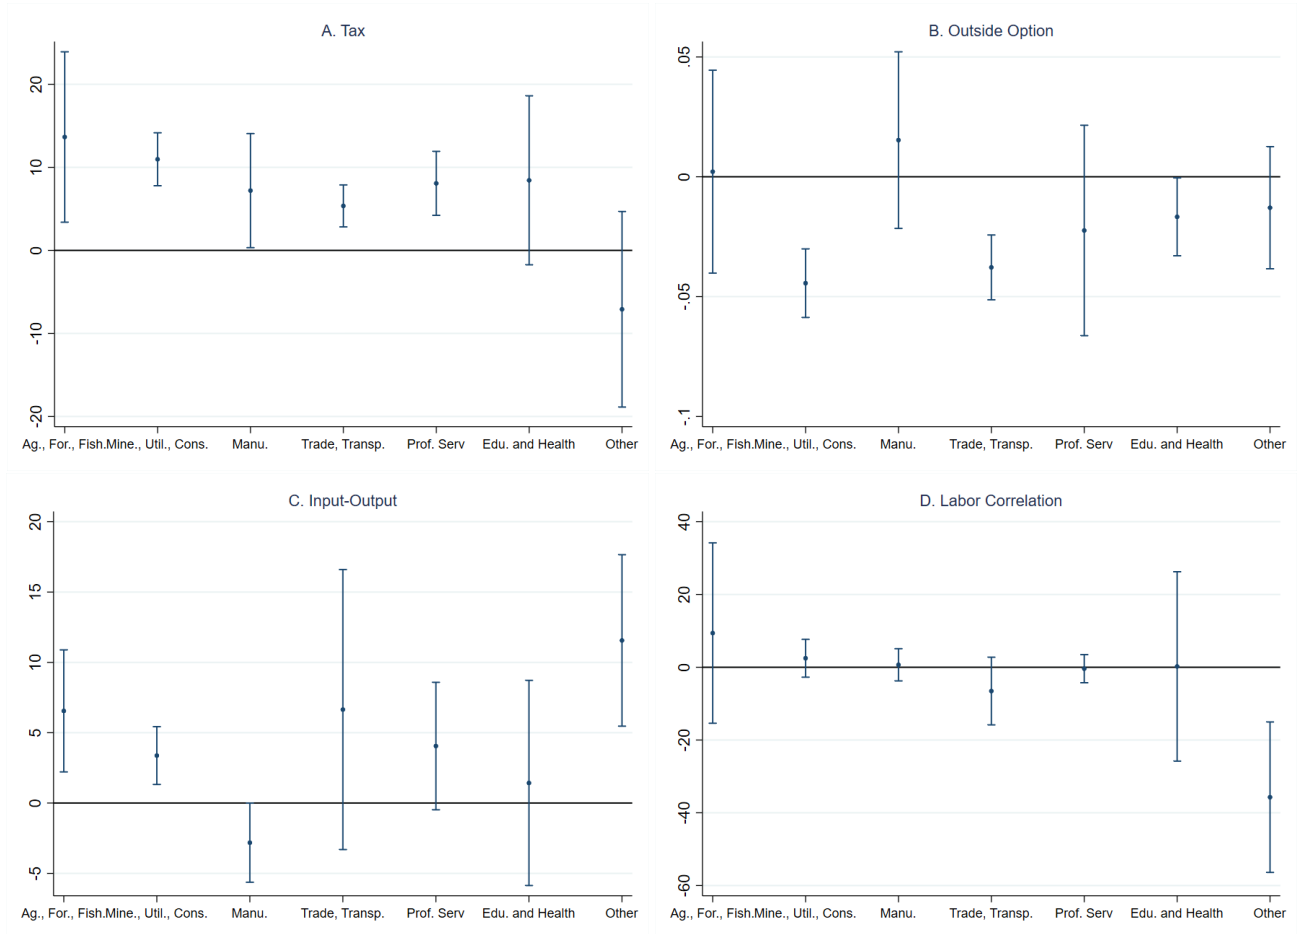 A. Tax
20
10
0
-10
-20
Ag., For., Fish. Mine., Util., Cons. Manu. Trade, Transp. Prof. Serv Edu. and Health Other
B. Outside Option
.05
0
-.05
-.1
Ag., For., Fish. Mine., Util., Cons. Manu. Trade, Transp. Prof. Serv Edu. and Health Other
C. Input-Output
20
15
10
5
0
-5
Ag., For., Fish. Mine., Util., Cons. Manu. Trade, Transp. Prof. Serv Edu. and Health Other
D. Labor Correlation
40
20
0
-20
-40
-60
Ag., For., Fish. Mine., Util., Cons. Manu. Trade, Transp. Prof. Serv Edu. and Health Other